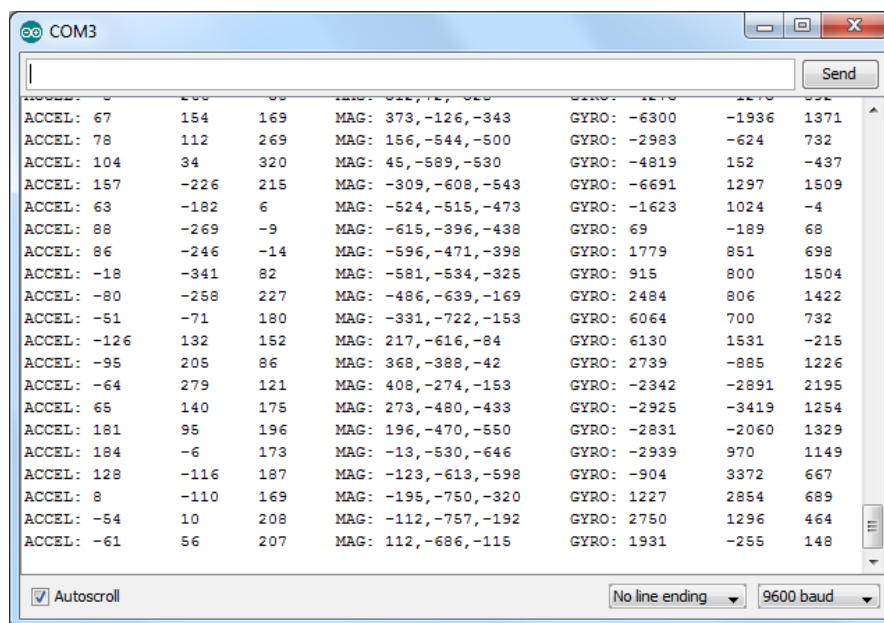 COM3
Send
ACCEL: 67 154 169 MAG: 373,-126,-343 GYRO: -6300 -1936 1371
ACCEL: 78 112 269 MAG: 156,-544,-500 GYRO: -2983 -624 732
ACCEL: 104 34 320 MAG: 45,-589,-530 GYRO: -4819 152 -437
ACCEL: 157 -226 215 MAG: -309,-608,-543 GYRO: -6691 1297 1509
ACCEL: 63 -182 6 MAG: -524,-515,-473 GYRO: -1623 1024 -4
ACCEL: 88 -269 -9 MAG: -615,-396,-438 GYRO: 69 -189 68
ACCEL: 86 -246 -14 MAG: -596,-471,-398 GYRO: 1779 851 698
ACCEL: -18 -341 82 MAG: -581,-534,-325 GYRO: 915 800 1504
ACCEL: -80 -258 227 MAG: -486,-639,-169 GYRO: 2484 806 1422
ACCEL: -51 -71 180 MAG: -331,-722,-153 GYRO: 6064 700 732
ACCEL: -126 132 152 MAG: 217,-616,-84 GYRO: 6130 1531 -215
ACCEL: -95 205 86 MAG: 368,-388,-42 GYRO: 2739 -885 1226
ACCEL: -64 279 121 MAG: 408,-274,-153 GYRO: -2342 -2891 2195
ACCEL: 65 140 175 MAG: 273,-480,-433 GYRO: -2925 -3419 1254
ACCEL: 181 95 196 MAG: 196,-470,-550 GYRO: -2831 -2060 1329
ACCEL: 184 -6 173 MAG: -13,-530,-646 GYRO: -2939 970 1149
ACCEL: 128 -116 187 MAG: -123,-613,-598 GYRO: -904 3372 667
ACCEL: 8 -110 169 MAG: -195,-750,-320 GYRO: 1227 2854 689
ACCEL: -54 10 208 MAG: -112,-757,-192 GYRO: 2750 1296 464
ACCEL: -61 56 207 MAG: 112,-686,-115 GYRO: 1931 -255 148
Autoscroll No line ending 9600 baud